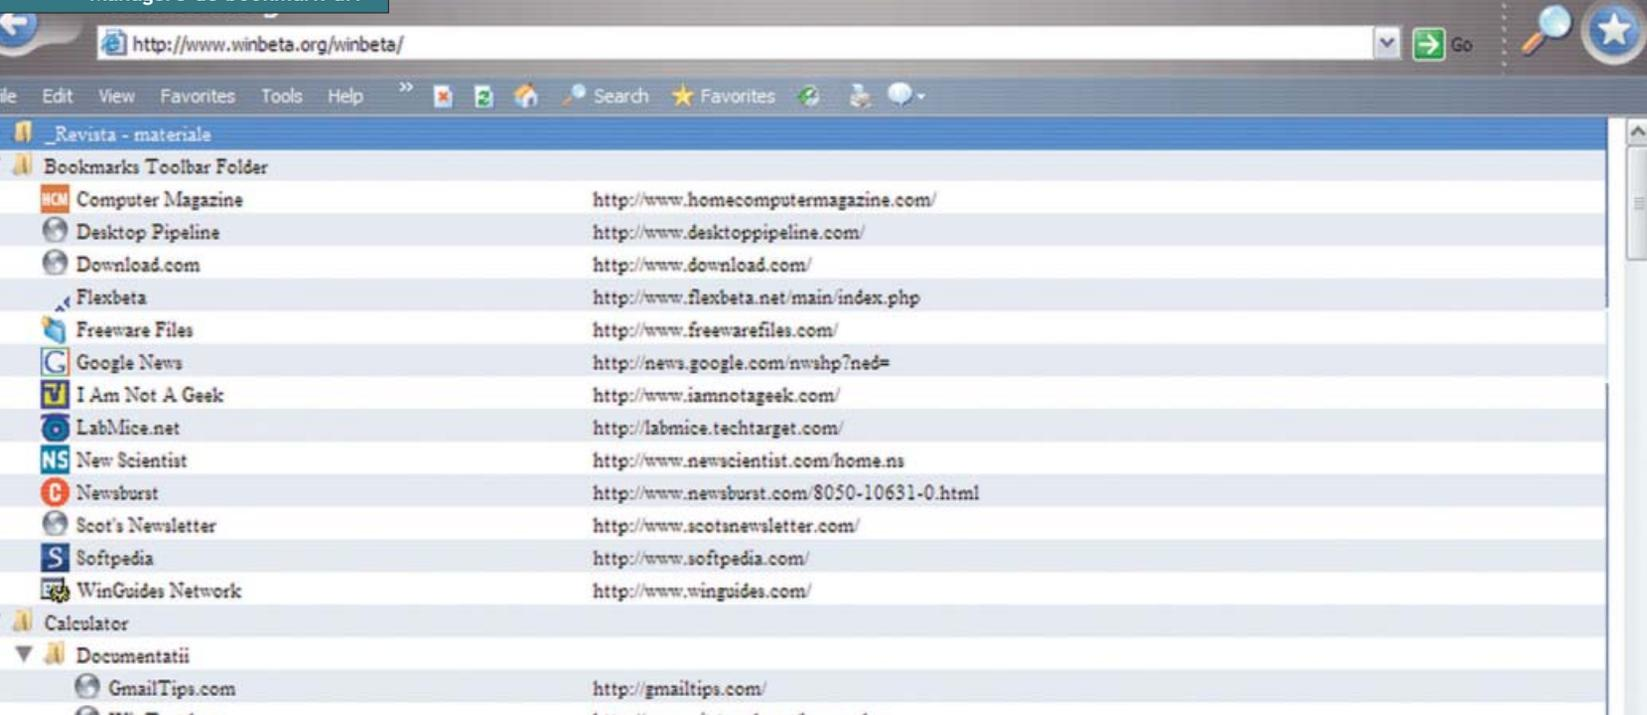 http://www.winbeta.org/winbeta/
Go
Edit View Favorites Tools Help » Search Favorites
_Revista - materiale
Bookmarks Toolbar Folder
HCM Computer Magazine http://www.homecomputermagazine.com/
Desktop Pipeline http://www.desktoppipeline.com/
Download.com http://www.download.com/
Flexbeta http://www.flexbeta.net/main/index.php
Freeware Files http://www.freewarefiles.com/
G Google News http://news.google.com/nwshp?ned=
I Am Not A Geek http://www.iamnotageek.com/
LabMice.net http://labmice.techtarget.com/
NS New Scientist http://www.newscientist.com/home.ns
C Newsburst http://www.newsburst.com/8050-10631-0.html
Scot's Newsletter http://www.scotsnewsletter.com/
S Softpedia http://www.softpedia.com/
WinGuides Network http://www.winguides.com/
Calculator
Documentatii
GmailTips.com http://gmailtips.com/